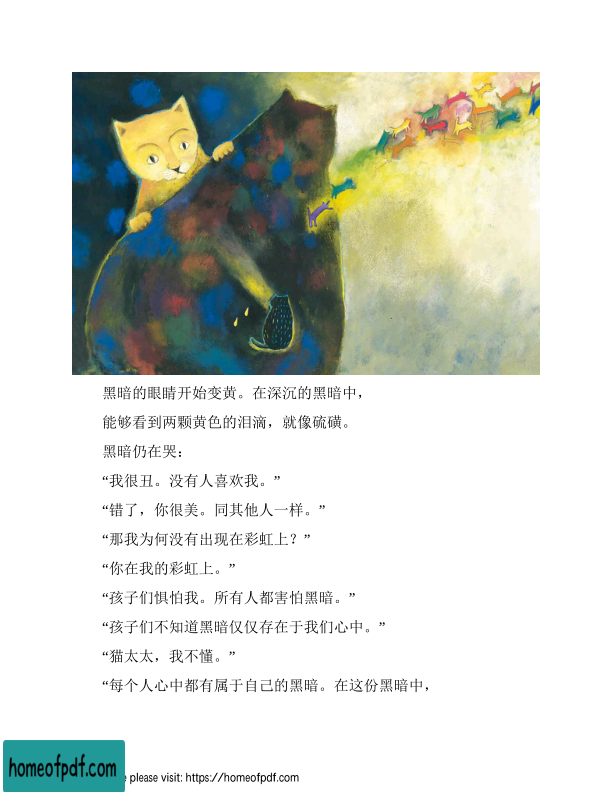 黑暗的眼睛开始变黄。在深沉的黑暗中，
能够看到两颗黄色的泪滴，就像硫磺。
黑暗仍在哭：
“我很丑。没有人喜欢我。”
“错了，你很美。同其他人一样。”
“那我为何没有出现在彩虹上？”
“你在我的彩虹上。”
“孩子们惧怕我。所有人都害怕黑暗。”
“孩子们不知道黑暗仅仅存在于我们心中。”
“猫太太，我不懂。”
“每个人心中都有属于自己的黑暗。在这份黑暗中，
homeofpdf.com
e please visit: https://homeofpdf.com